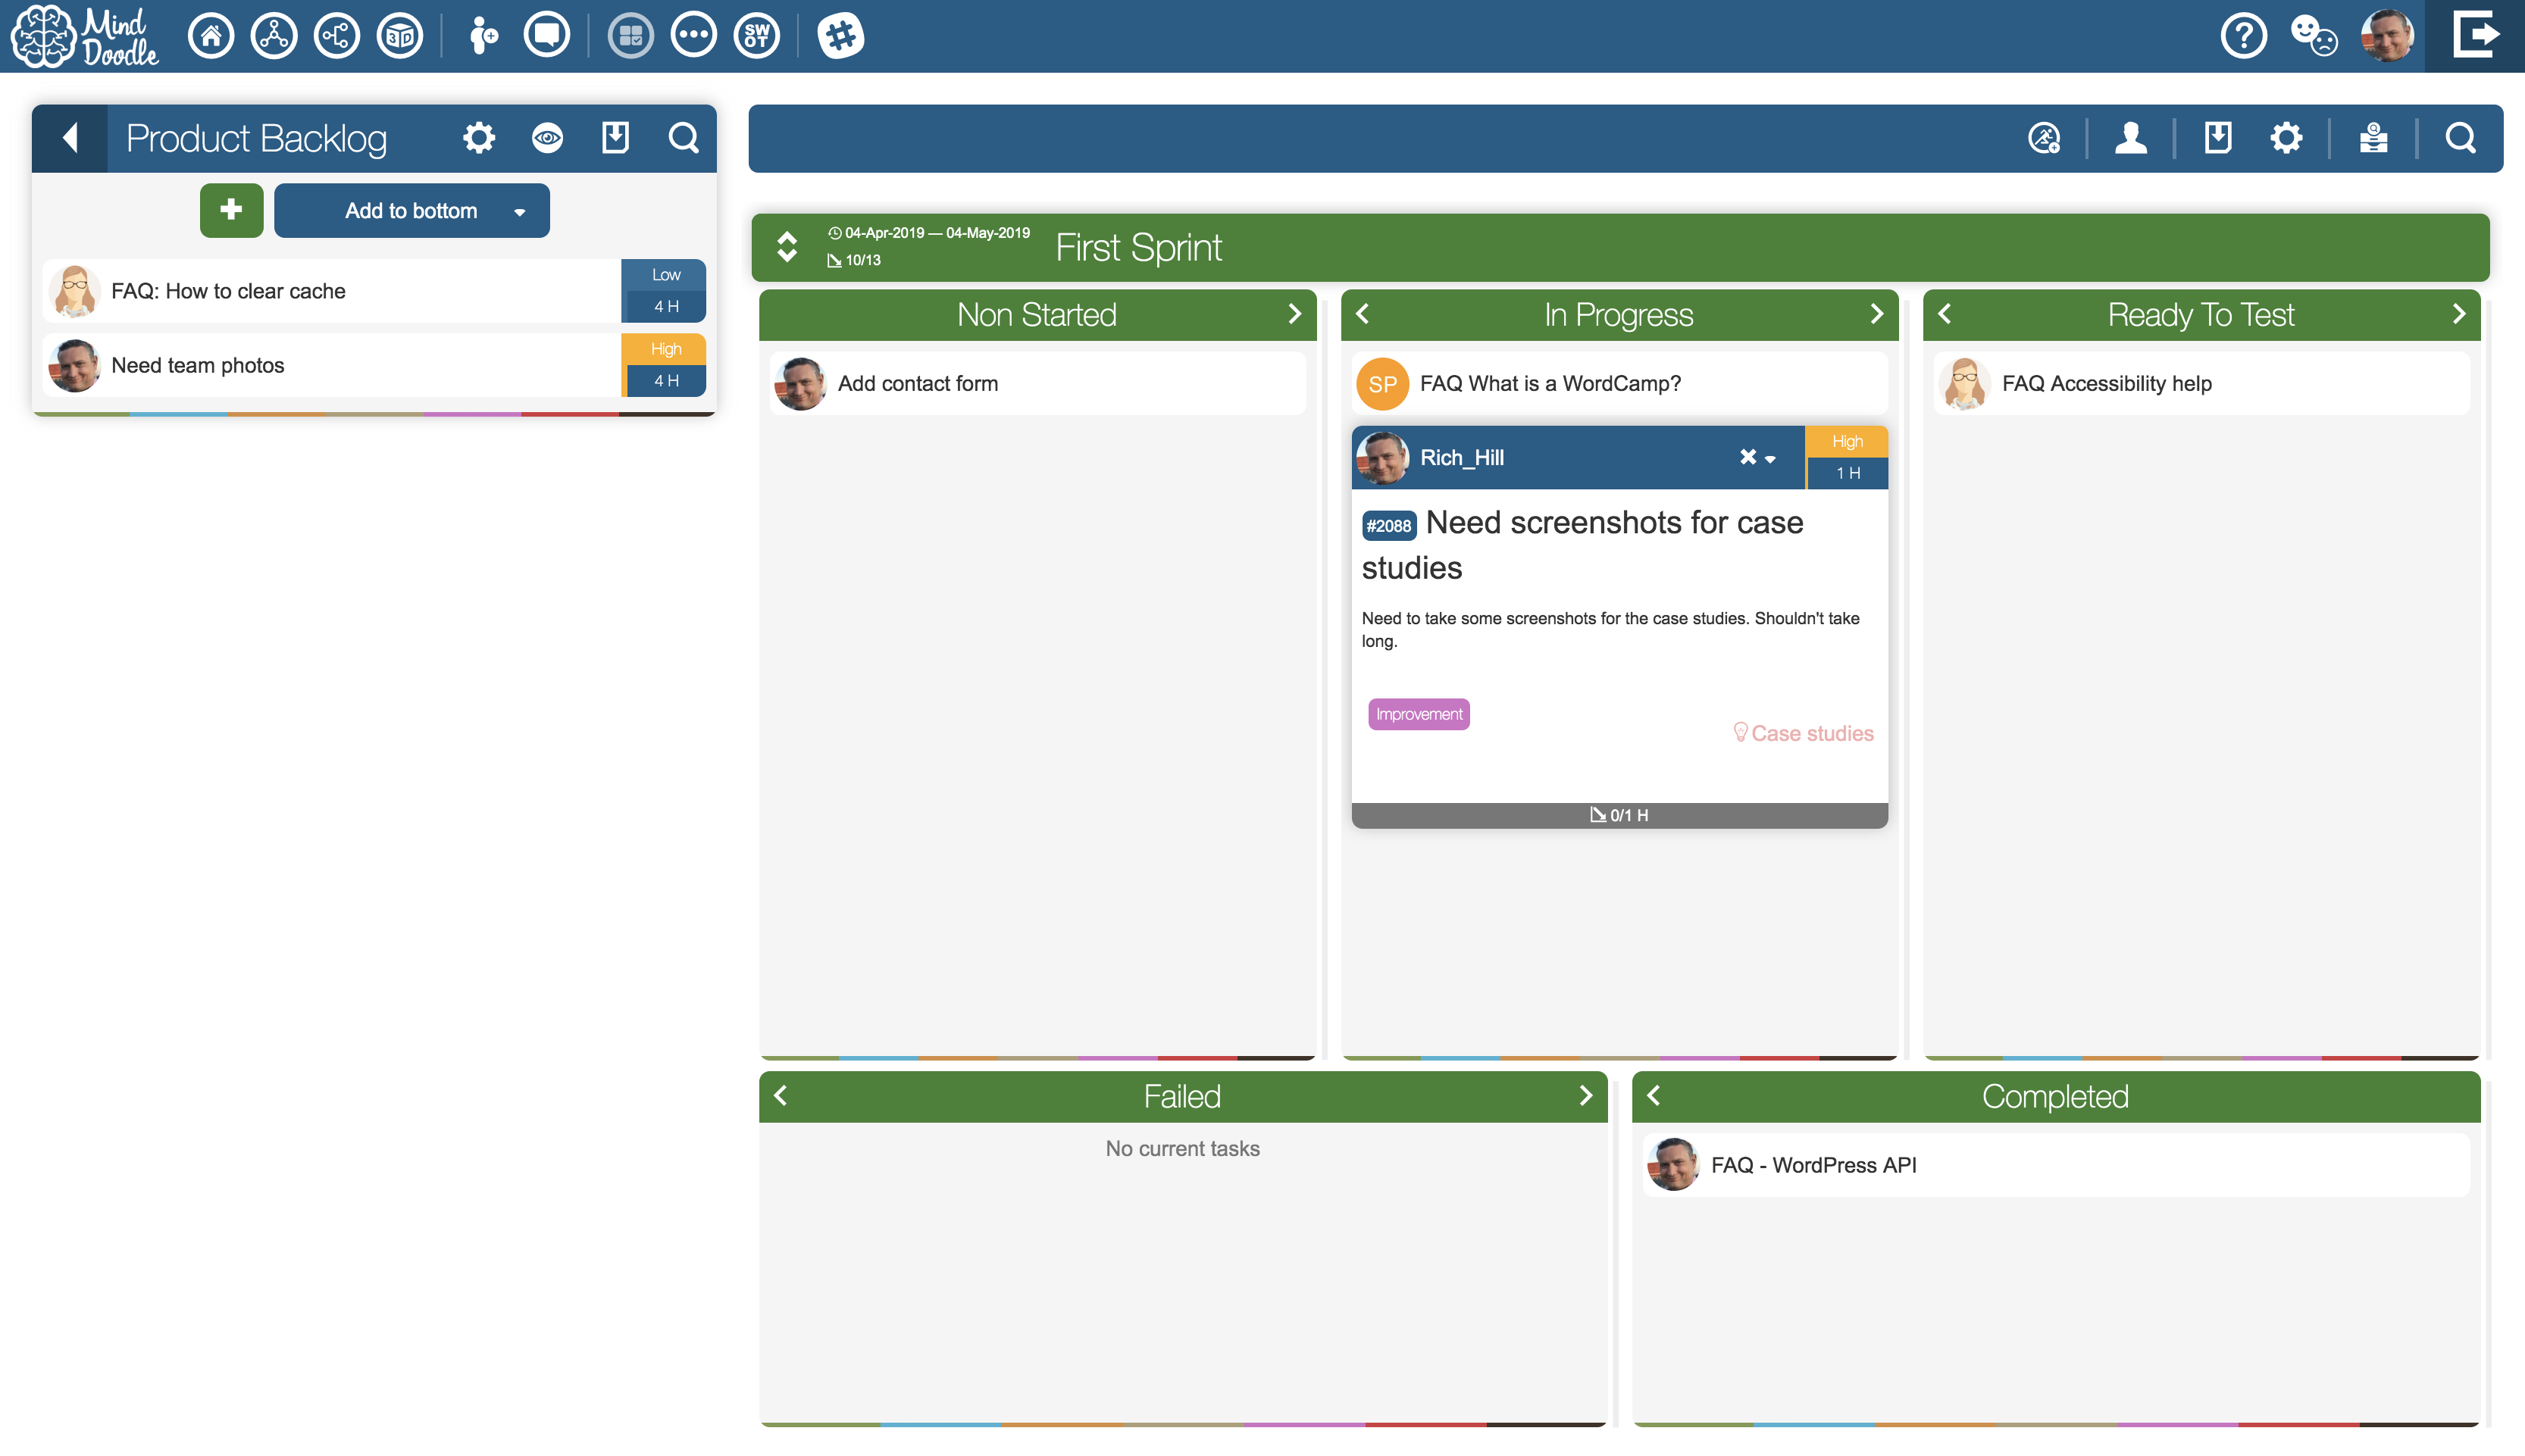 Mind
Doodle
3D
SW
OT
?
Product Backlog
Add to bottom
FAQ: How to clear cache
Low
4 H
Need team photos
High
4 H
04-Apr-2019 — 04-May-2019
10/13
First Sprint
Non Started
Add contact form
In Progress
SP
FAQ What is a WordCamp?
Rich_Hill
High
1 H
#2088 Need screenshots for case
studies
Need to take some screenshots for the case studies. Shouldn't take
long.
Improvement
Case studies
0/1 H
Ready To Test
FAQ Accessibility help
Failed
No current tasks
Completed
FAQ - WordPress API